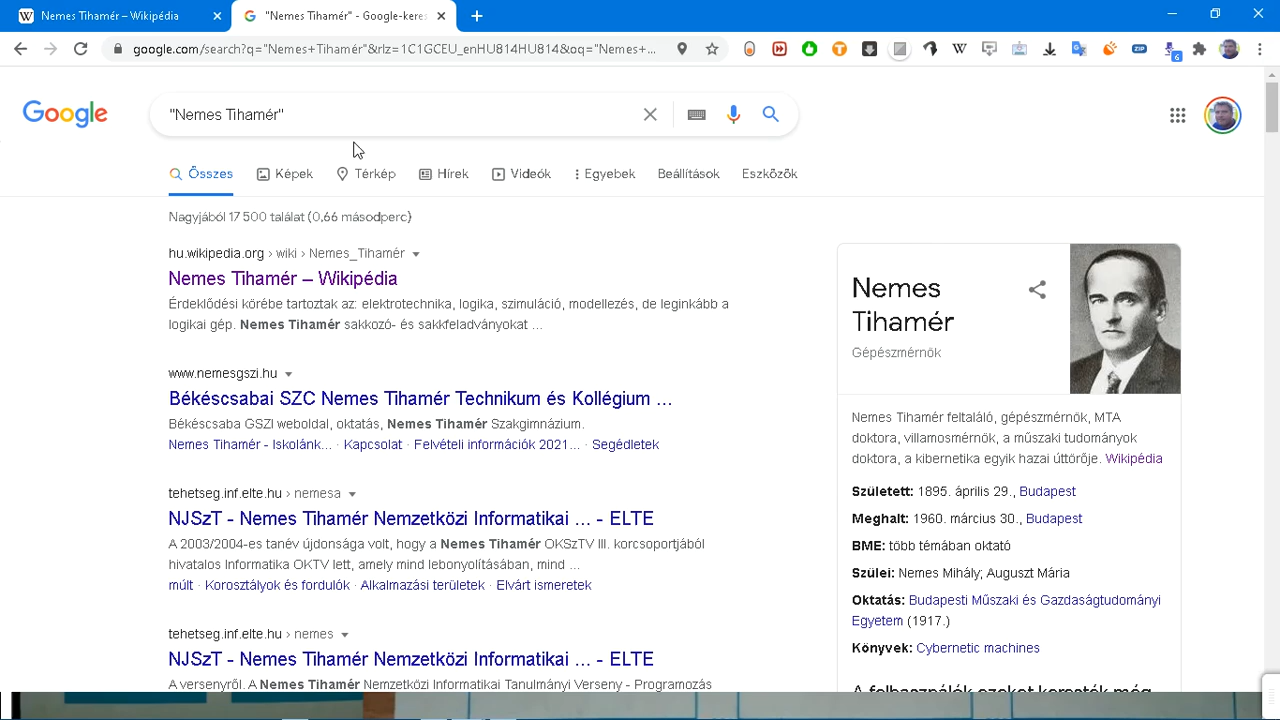 Nemes Tihamér – Wikipédia
"Nemes Tihamér" - Google-keres
google.com/search?q="Nemes+Tihamér"&rlz=1C1GCEU_enHU814HU814&oq="Nemes+...
ZIP
6
Google
"Nemes Tihamér"
Összes
Képek
Térkép
Hírek
Videók
Egyebek
Beállítások
Eszközök
Nagyjából 17 500 találat (0,66 másodperc)
hu.wikipedia.org › wiki › Nemes_Tihamér
Nemes Tihamér – Wikipédia
Érdeklődési körébe tartoztak az: elektrotechnika, logika, szimuláció, modellezés, de leginkább a
logikai gép. Nemes Tihamér sakkozó- és sakkfeladványokat ...
www.nemesgszi.hu
Békéscsabai SZC Nemes Tihamér Technikum és Kollégium ...
Békéscsaba GSZI weboldal, oktatás, Nemes Tihamér Szakgimnázium.
Nemes Tihamér - Iskolánk... · Kapcsolat · Felvételi információk 2021... · Segédletek
tehetseg.inf.elte.hu › nemesa
NJSzT - Nemes Tihamér Nemzetközi Informatikai ... - ELTE
A 2003/2004-es tanév újdonsága volt, hogy a Nemes Tihamér OKSzTV III. korcsoportjából
hivatalos Informatika OKTV lett, amely mind lebonyolításában, mind ...
múlt · Korosztályok és fordulók · Alkalmazási területek · Elvárt ismeretek
tehetseg.inf.elte.hu › nemes
NJSzT - Nemes Tihamér Nemzetközi Informatikai ... - ELTE
A versenyről. A Nemes Tihamér Nemzetközi Informatikai Tanulmányi Verseny - Programozás
Nemes
Tihamér
Gépészmérnök
Nemes Tihamér feltaláló, gépészmérnök, MTA
doktora, villamosmérnök, a műszaki tudományok
doktora, a kibernetika egyik hazai úttörője. Wikipédia
Született: 1895. április 29., Budapest
Meghalt: 1960. március 30., Budapest
BME: több témában oktató
Szülei: Nemes Mihály; Auguszt Mária
Oktatás: Budapesti Műszaki és Gazdaságtudományi
Egyetem (1917.)
Könyvek: Cybernetic machines
A felhasználók ezeket keresték még